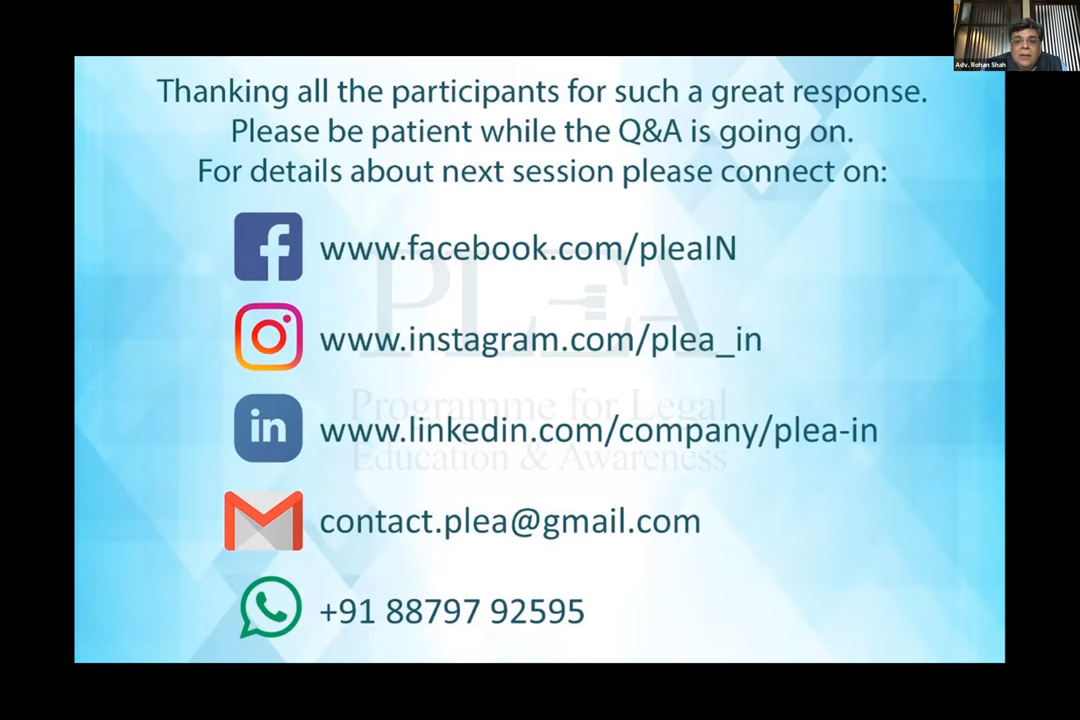 Adv. Rohan Shah
Thanking all the participants for such a great response.
Please be patient while the Q&A is going on.
For details about next session please connect on:
www.facebook.com/pleaIN
www.instagram.com/plea_in
in www.linkedin.com/company/plea-in
contact.plea@gmail.com
+91 88797 92595
PLEA
Programme for Legal
Education & Awareness